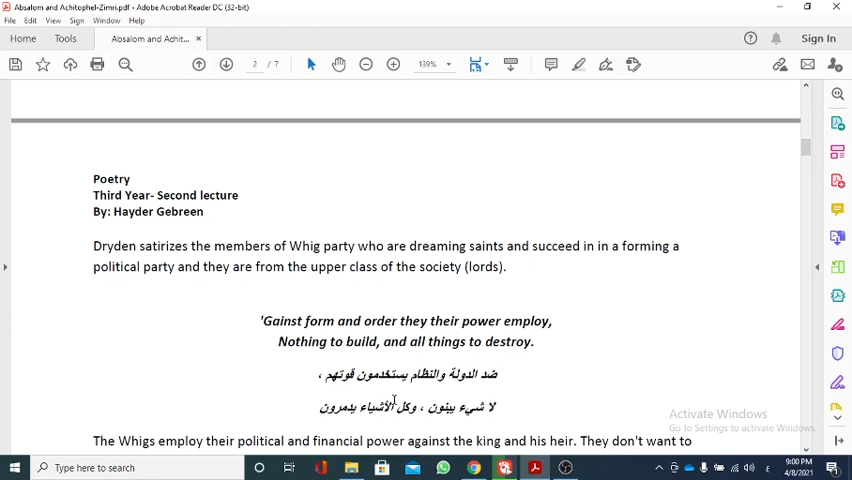 Absalom and Achitophel-Zimri.pdf - Adobe Acrobat Reader DC (32-bit)
File Edit View Sign Window Help
Home Tools Absalom and Achit... × Sign In
2 / 7 139%
Poetry
Third Year- Second lecture
By: Hayder Gebreen
Dryden satirizes the members of Whig party who are dreaming saints and succeed in in a forming a
political party and they are from the upper class of the society (lords).
'Gainst form and order they their power employ,
Nothing to build, and all things to destroy.
ضد الدولة والنظام يستخدمون قوتهم ،
لا شيء يبنون ، وكل الأشياء يدمرون
The Whigs employ their political and financial power against the king and his heir. They don't want to
Activate Windows
Go to Settings to activate Windows.
Type here to search
9:00 PM
4/8/2021